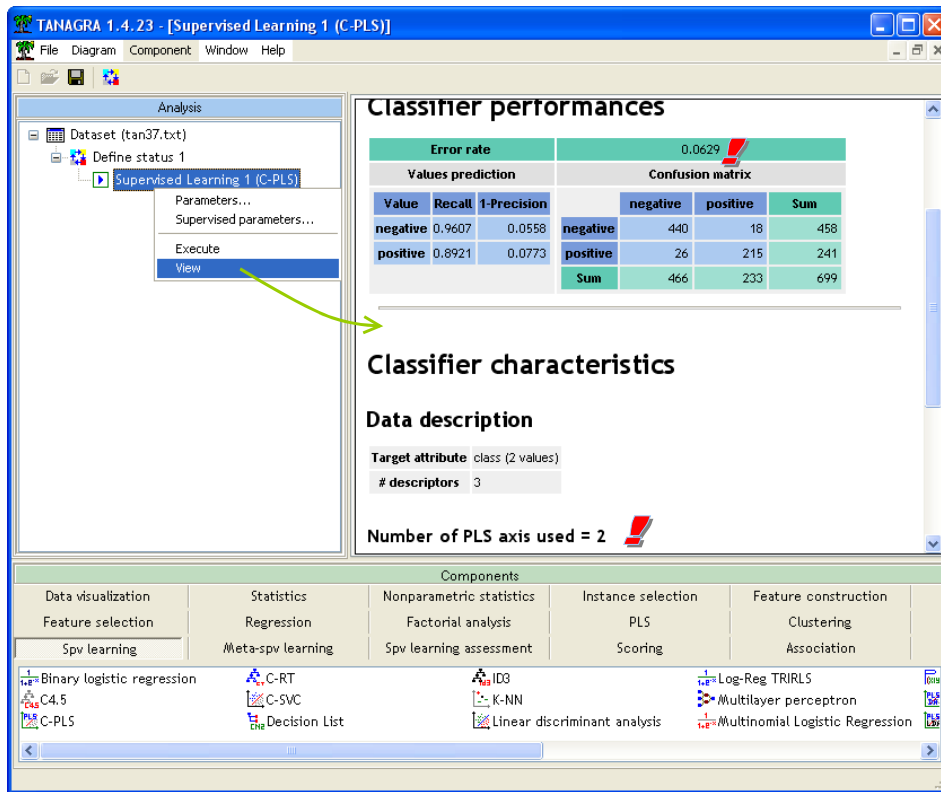 TANAGRA 1.4.23 - [Supervised Learning 1 (C-PLS)]
File Diagram Component Window Help
Analysis
Dataset (tan37.txt)
Define status 1
Supervised Learning 1 (C-PLS)
Parameters...
Supervised parameters...
Execute
View
Classifier performances
Error rate 0.0629
Values prediction Confusion matrix
Value Recall 1-Precision negative positive Sum
negative 0.9607 0.0558 negative 440 18 458
positive 0.8921 0.0773 positive 26 215 241
Sum 466 233 699
Classifier characteristics
Data description
Target attribute class (2 values)
# descriptors 3
Number of PLS axis used = 2
Components
Data visualization Statistics Nonparametric statistics Instance selection Feature construction
Feature selection Regression Factorial analysis PLS Clustering
Spv learning Meta-spv learning Spv learning assessment Scoring Association
Binary logistic regression C-RT ID3 Log-Reg TRIRLS
C4.5 C-SVC K-NN Multilayer perceptron
C-PLS Decision List Linear discriminant analysis Multinomial Logistic Regression